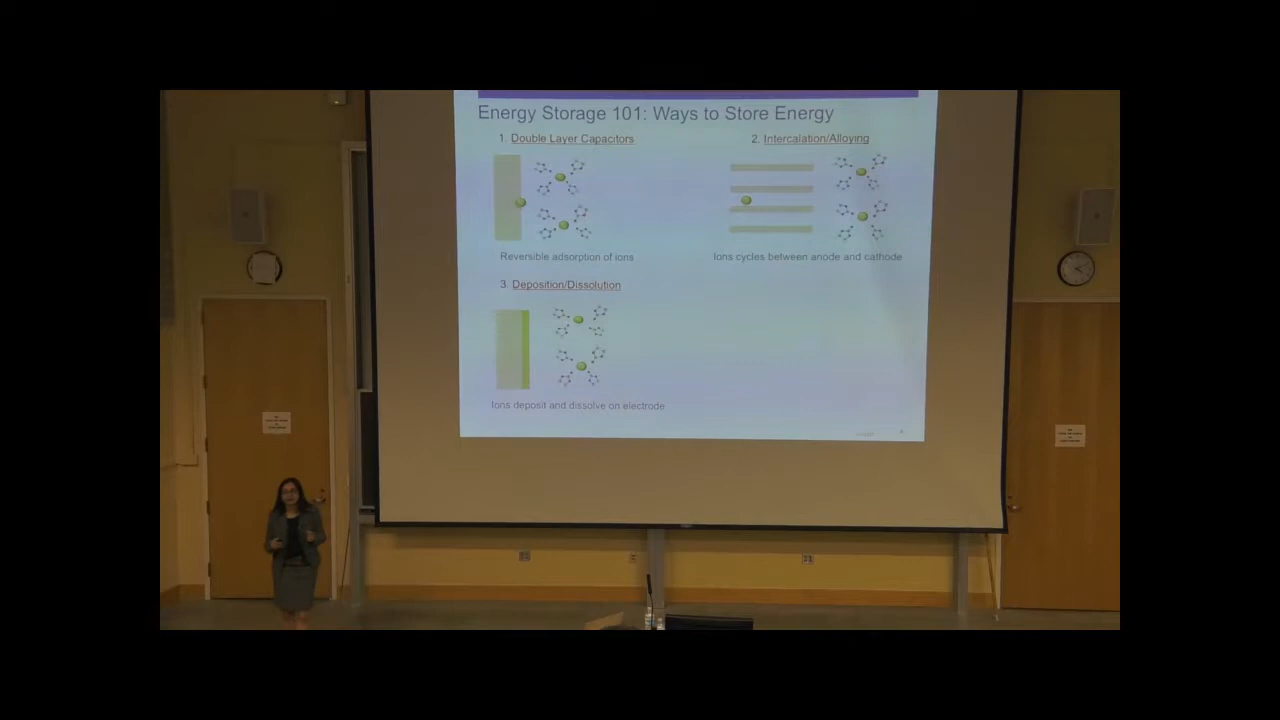 Energy Storage 101: Ways to Store Energy
1. Double Layer Capacitors
2. Intercalation/Alloying
Reversible adsorption of ions
Ions cycles between anode and cathode
3. Deposition/Dissolution
Ions deposit and dissolve on electrode
4